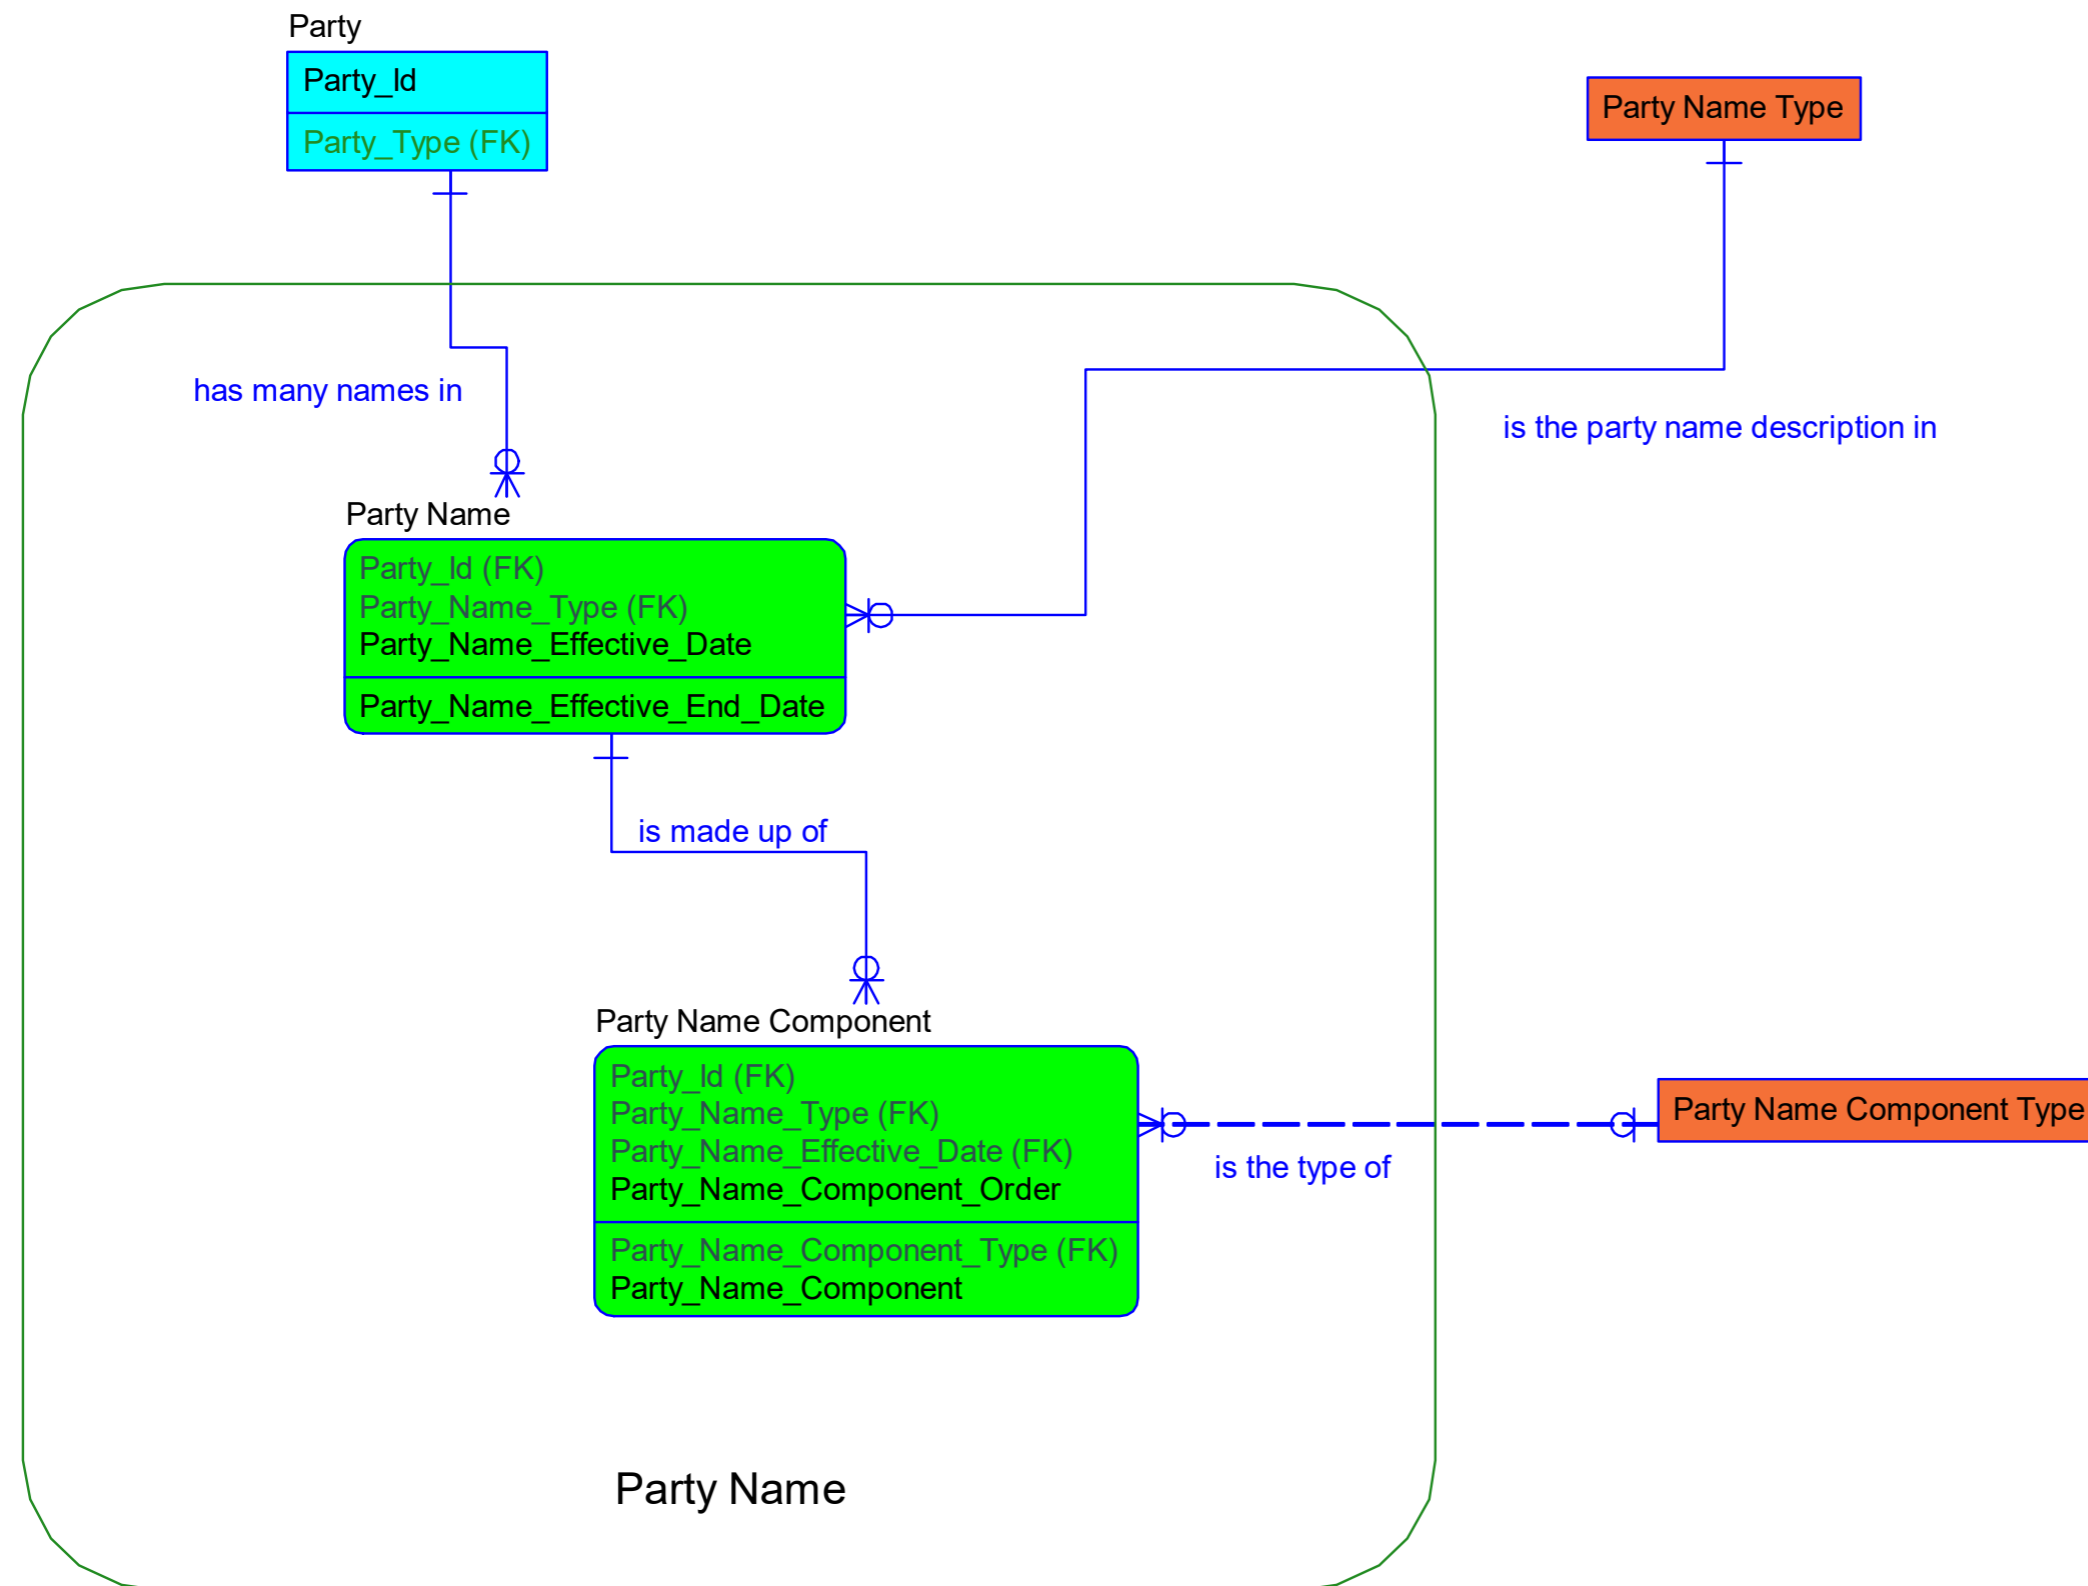 Party
Party_Id
Party_Type (FK)
Party Name Type
has many names in
is the party name description in
Party Name
Party_Id (FK)
Party_Name_Type (FK)
Party_Name_Effective_Date
Party_Name_Effective_End_Date
is made up of
Party Name Component
Party_Id (FK)
Party_Name_Type (FK)
Party_Name_Effective_Date (FK)
Party_Name_Component_Order
Party_Name_Component_Type (FK)
Party_Name_Component
Party Name Component Type
is the type of
Party Name